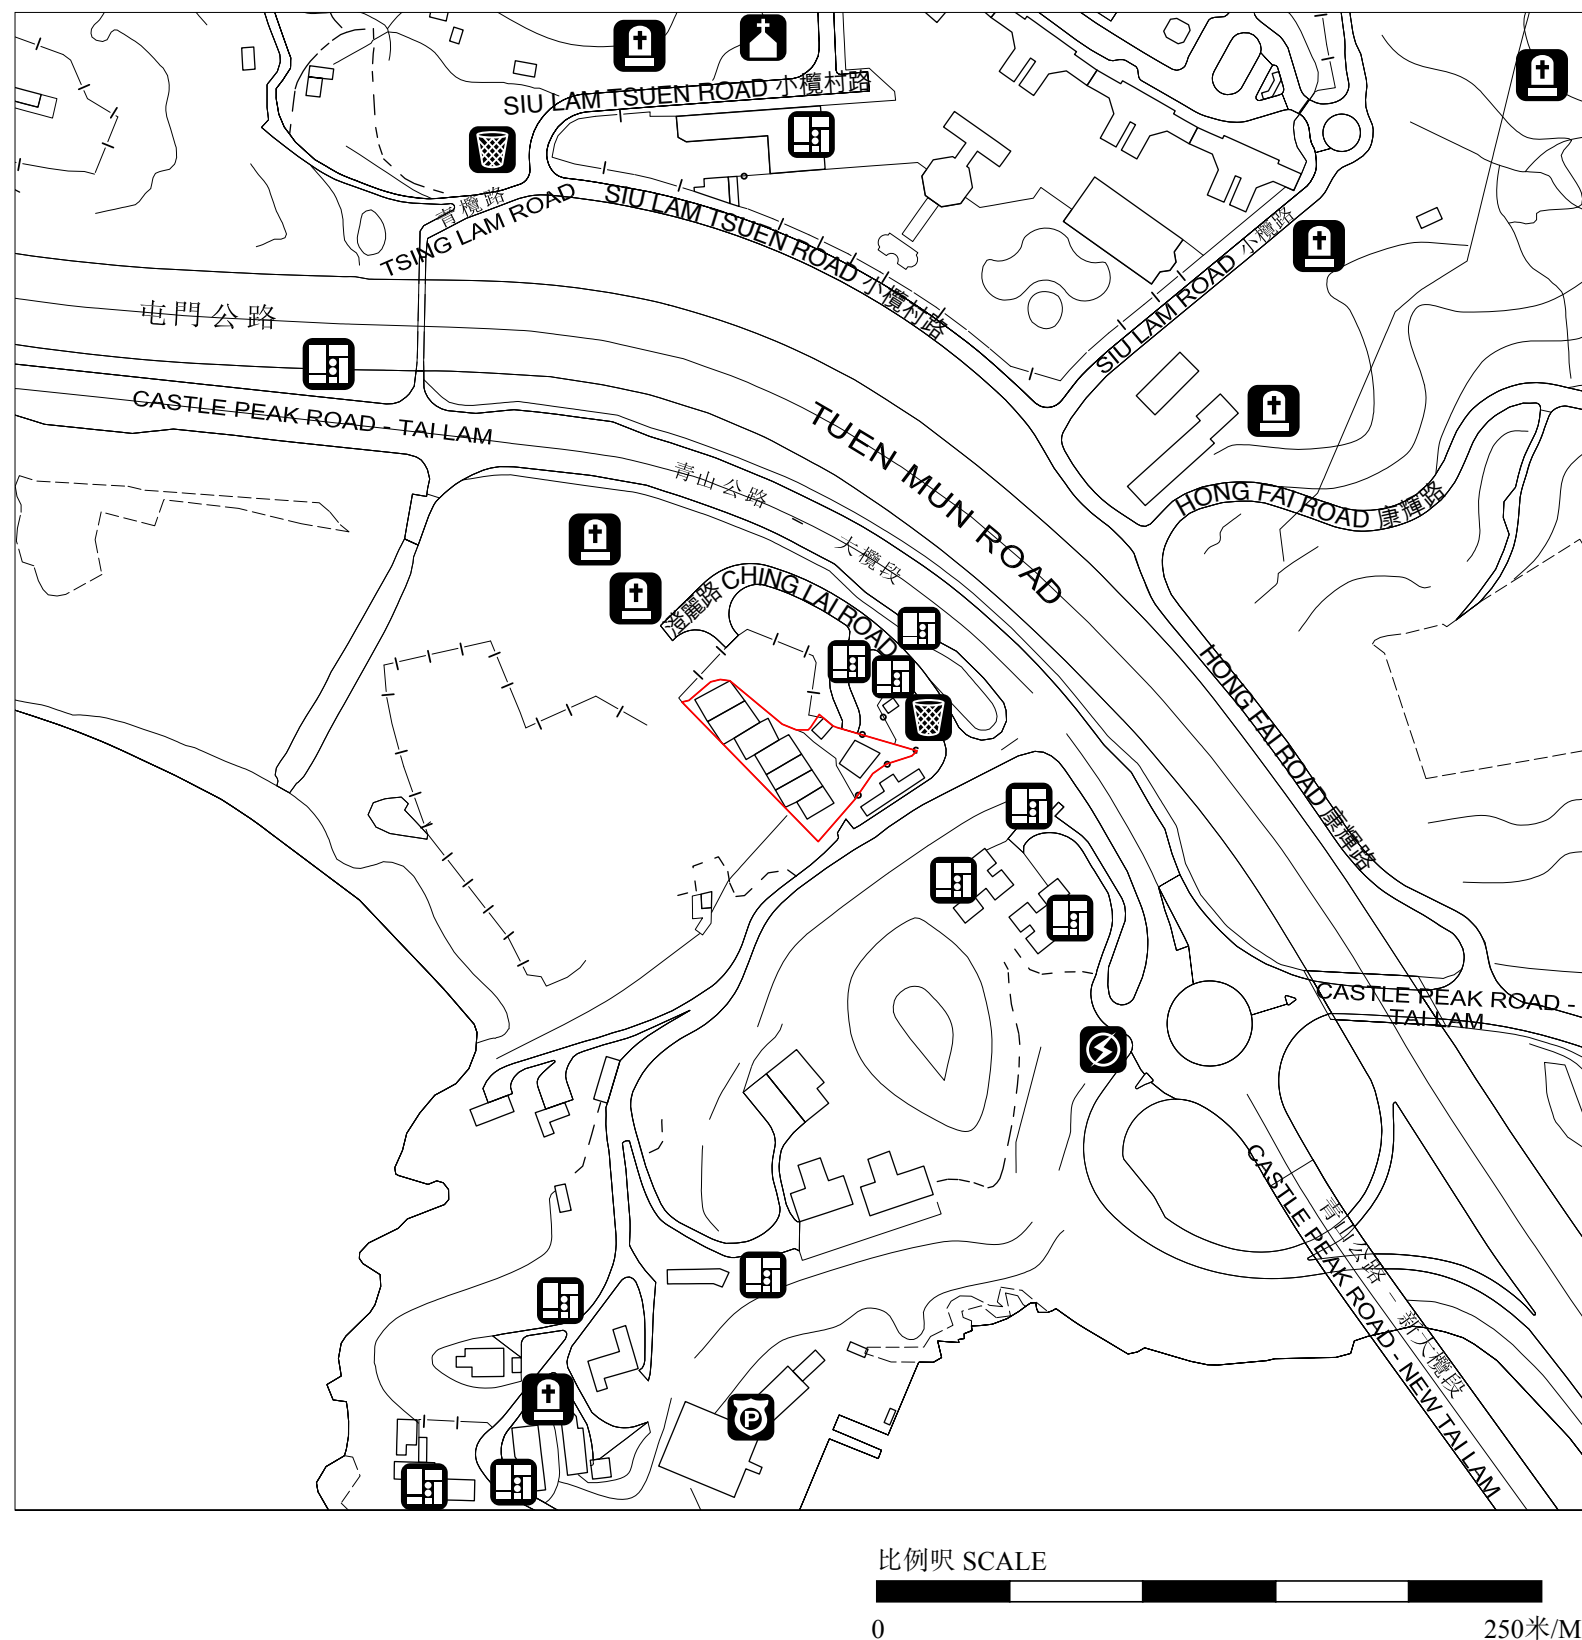 SIU LAM TSUEN ROAD 小欖村路
青欖路
TSING LAM ROAD
SIU LAM TSUEN ROAD 小欖村路
SIU LAM ROAD 小欖路
屯門公路
CASTLE PEAK ROAD - TAI LAM
TUEN MUN ROAD
青山公路 - 大欖段
HONG FAI ROAD 康輝路
澄麗路 CHING LAI ROAD
HONG FAI ROAD 康輝路
CASTLE PEAK ROAD -
TAI LAM
青山公路 - 新大欖段
CASTLE PEAK ROAD - NEW TAI LAM
P
比例呎 SCALE
0
250米/M